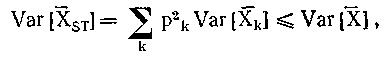 Var [X̄_ST] = ∑_k p²_k Var [X̄_k] ⩽ Var [X̄],